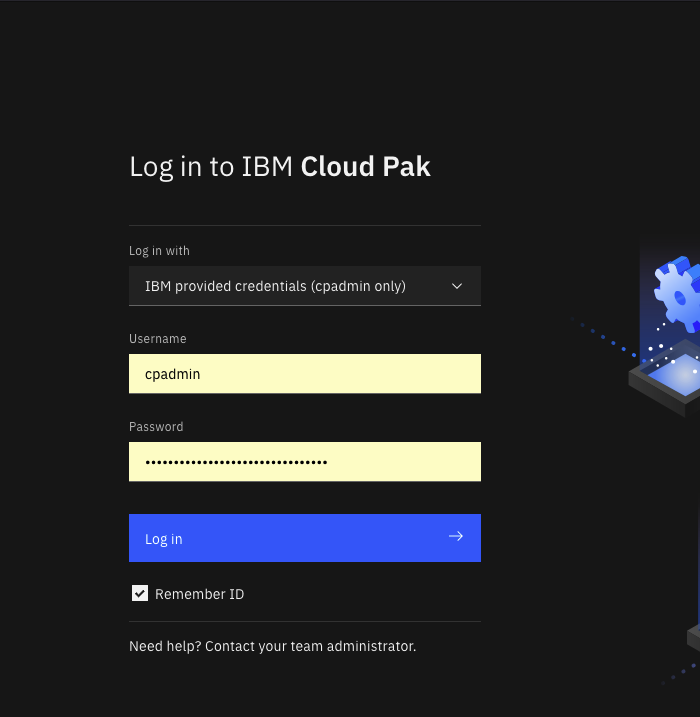 Log in to IBM Cloud Pak
Log in with
IBM provided credentials (cpadmin only)
Username
cpadmin
Password
••••••••••••••••••••••••••••••••
Log in
Remember ID
Need help? Contact your team administrator.